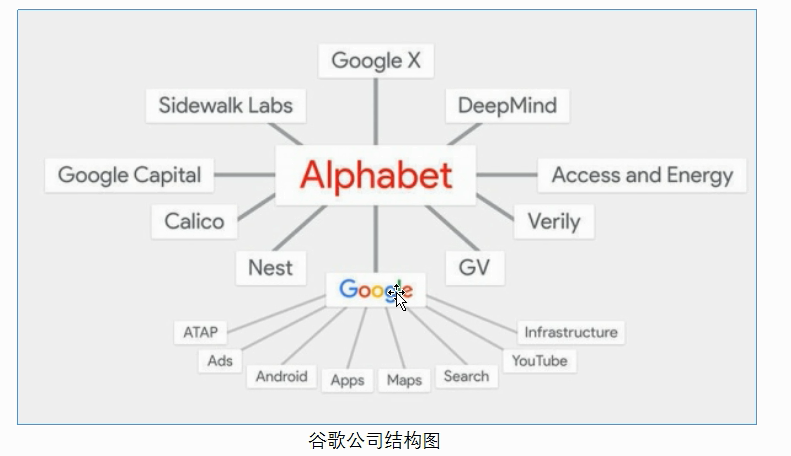 Google X
Sidewalk Labs
DeepMind
Google Capital
Alphabet
Access and Energy
Calico
Verily
Nest
GV
Google
ATAP
Infrastructure
Ads
YouTube
Android
Apps
Maps
Search
谷歌公司结构图